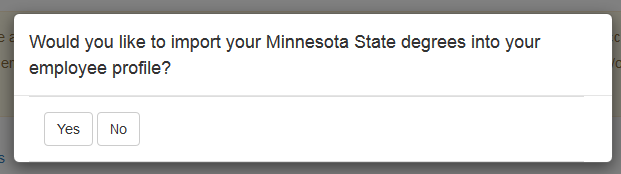 Would you like to import your Minnesota State degrees into your
employee profile?
Yes No